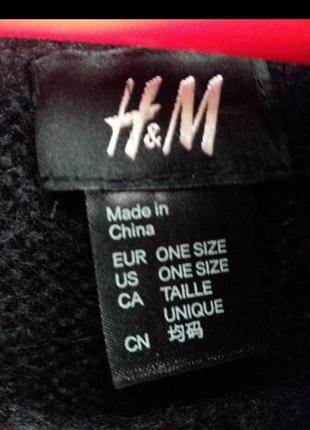 H&M
Made in
China
EUR ONE SIZE
US ONE SIZE
CA TAILLE
UNIQUE
CN 均码